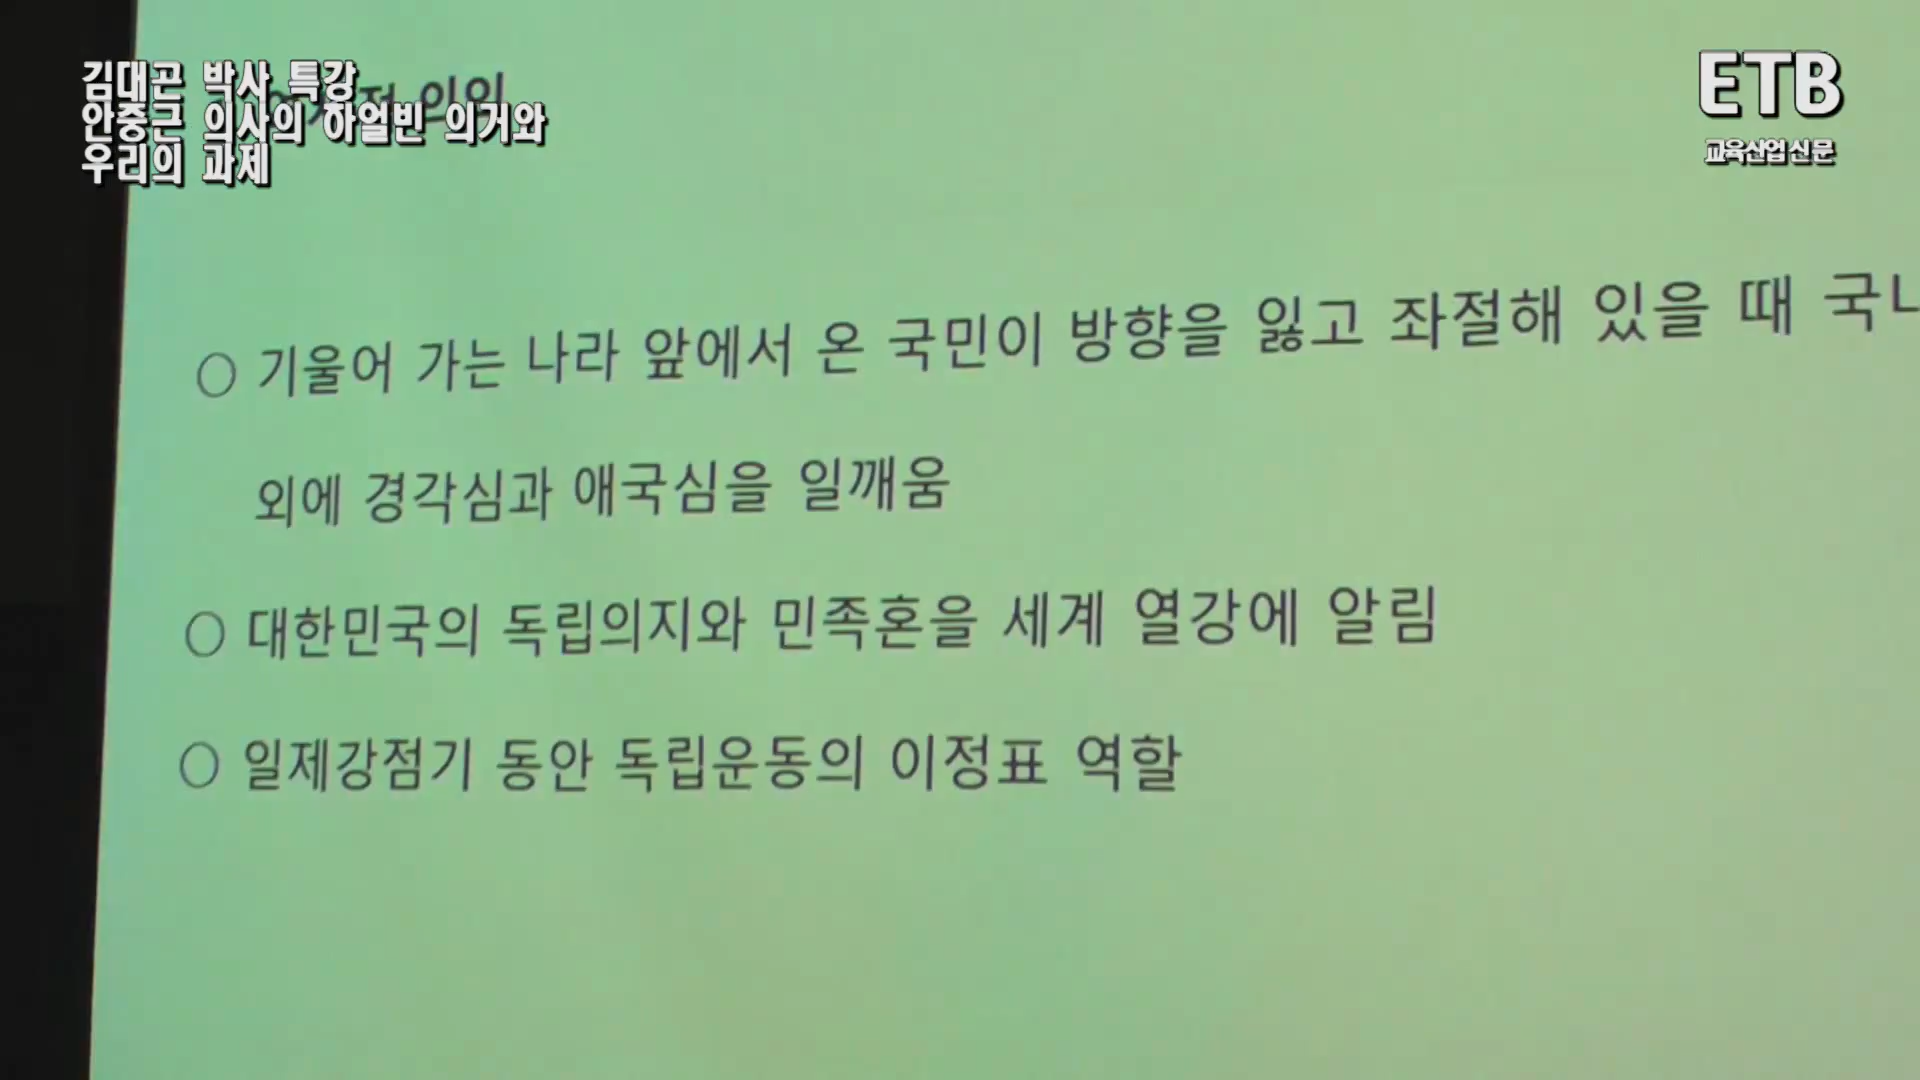 김대곤 박사 특강
안중근 의사의 하얼빈 의거와
우리의 과제
ETB
교육산업신문
○ 기울어 가는 나라 앞에서 온 국민이 방향을 잃고 좌절해 있을 때
외에 경각심과 애국심을 일깨움
○ 대한민국의 독립의지와 민족혼을 세계 열강에 알림
○ 일제강점기 동안 독립운동의 이정표 역할